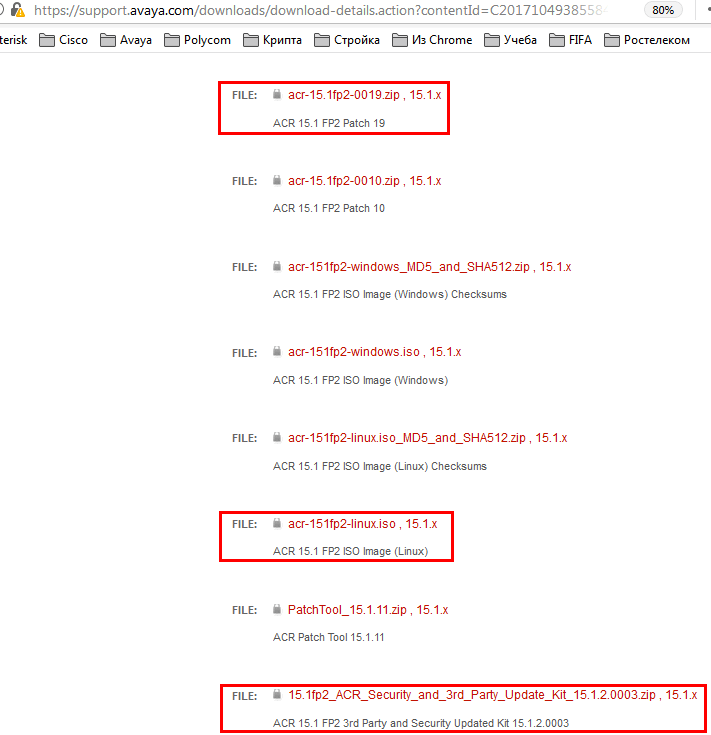 https://support.avaya.com/downloads/download-details.action?contentId=C2017104938558 80%
terisk Cisco Avaya Polycom Крипта Стройка Из Chrome Учеба FIFA Ростелеком
FILE: acr-15.1fp2-0019.zip , 15.1.x
ACR 15.1 FP2 Patch 19
FILE: acr-15.1fp2-0010.zip , 15.1.x
ACR 15.1 FP2 Patch 10
FILE: acr-151fp2-windows_MD5_and_SHA512.zip , 15.1.x
ACR 15.1 FP2 ISO Image (Windows) Checksums
FILE: acr-151fp2-windows.iso , 15.1.x
ACR 15.1 FP2 ISO Image (Windows)
FILE: acr-151fp2-linux.iso_MD5_and_SHA512.zip , 15.1.x
ACR 15.1 FP2 ISO Image (Linux) Checksums
FILE: acr-151fp2-linux.iso , 15.1.x
ACR 15.1 FP2 ISO Image (Linux)
FILE: PatchTool_15.1.11.zip , 15.1.x
ACR Patch Tool 15.1.11
FILE: 15.1fp2_ACR_Security_and_3rd_Party_Update_Kit_15.1.2.0003.zip , 15.1.x
ACR 15.1 FP2 3rd Party and Security Updated Kit 15.1.2.0003